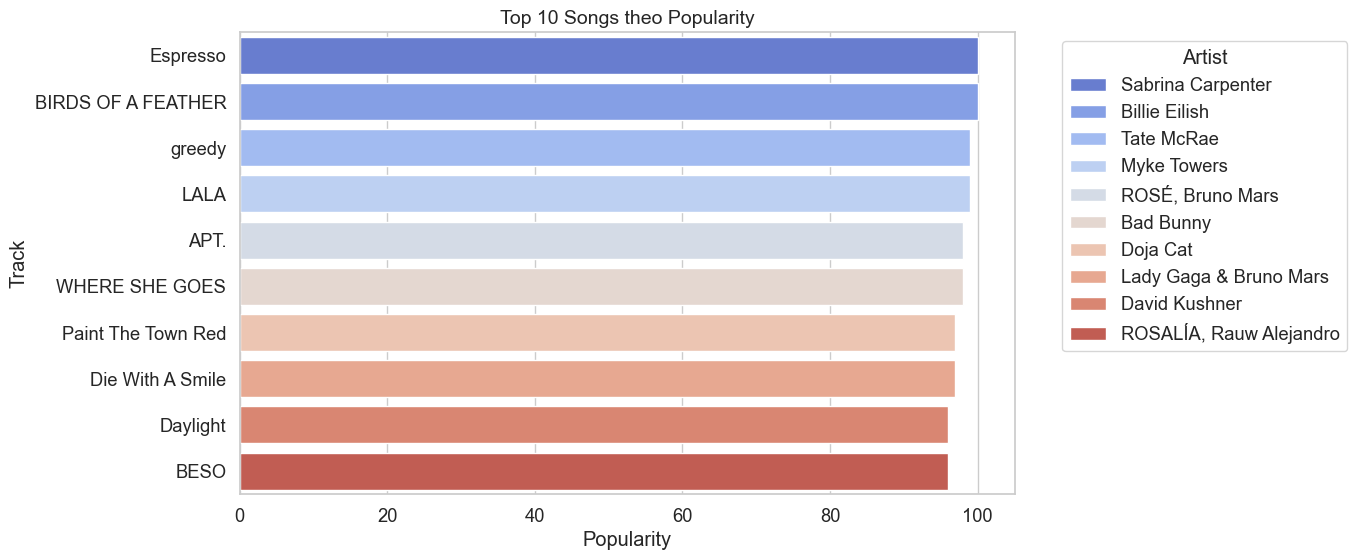 Top 10 Songs theo Popularity
Track
Espresso
BIRDS OF A FEATHER
greedy
LALA
APT.
WHERE SHE GOES
Paint The Town Red
Die With A Smile
Daylight
BESO
0 20 40 60 80 100
Popularity
Artist
Sabrina Carpenter
Billie Eilish
Tate McRae
Myke Towers
ROSÉ, Bruno Mars
Bad Bunny
Doja Cat
Lady Gaga & Bruno Mars
David Kushner
ROSALÍA, Rauw Alejandro